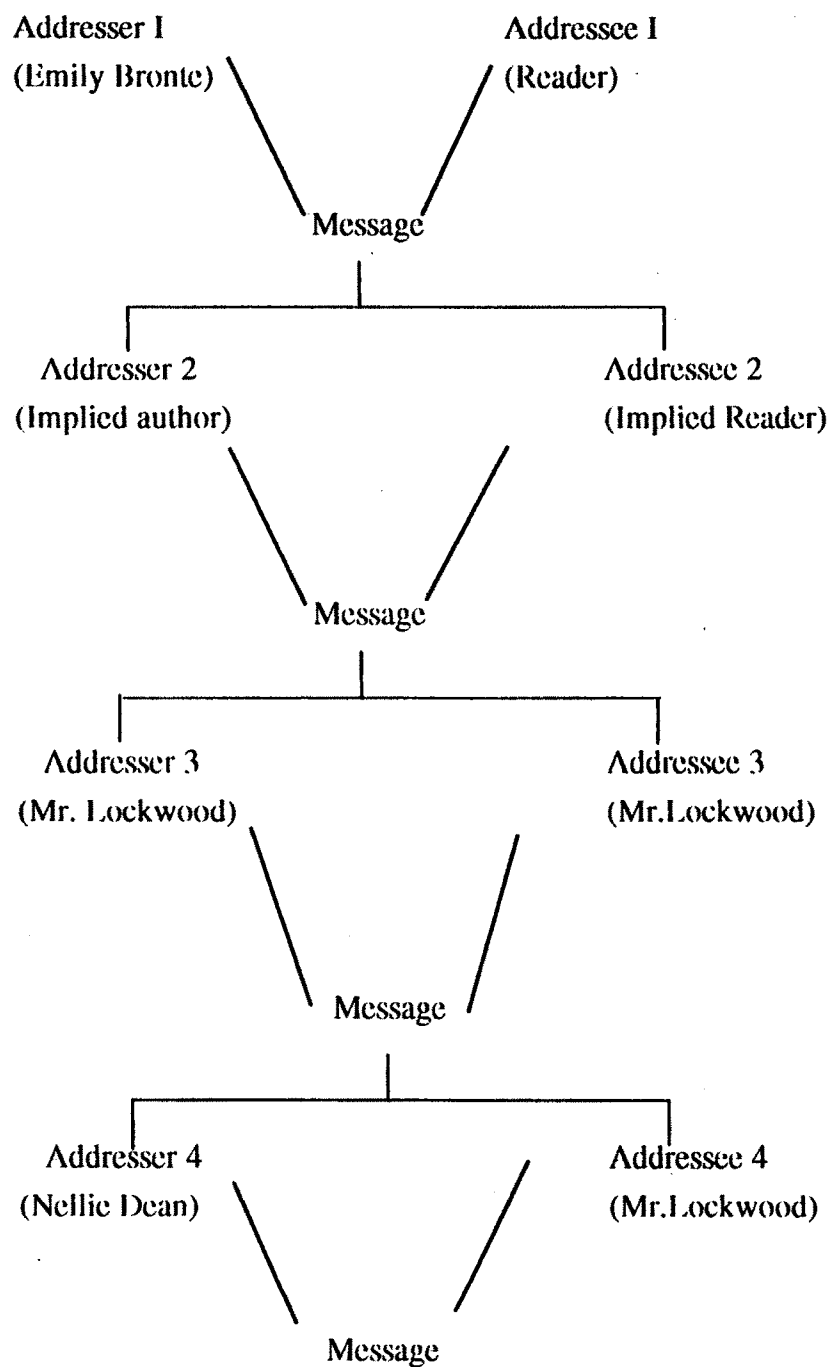 Addresser I
Addressee I
(Emily Bronte)
(Reader)
Message
Addresser 2
Addressee 2
(Implied author)
(Implied Reader)
Message
Addresser 3
Addressee 3
(Mr. Lockwood)
(Mr.Lockwood)
Message
Addresser 4
Addressee 4
(Nellie Dean)
(Mr.Lockwood)
Message